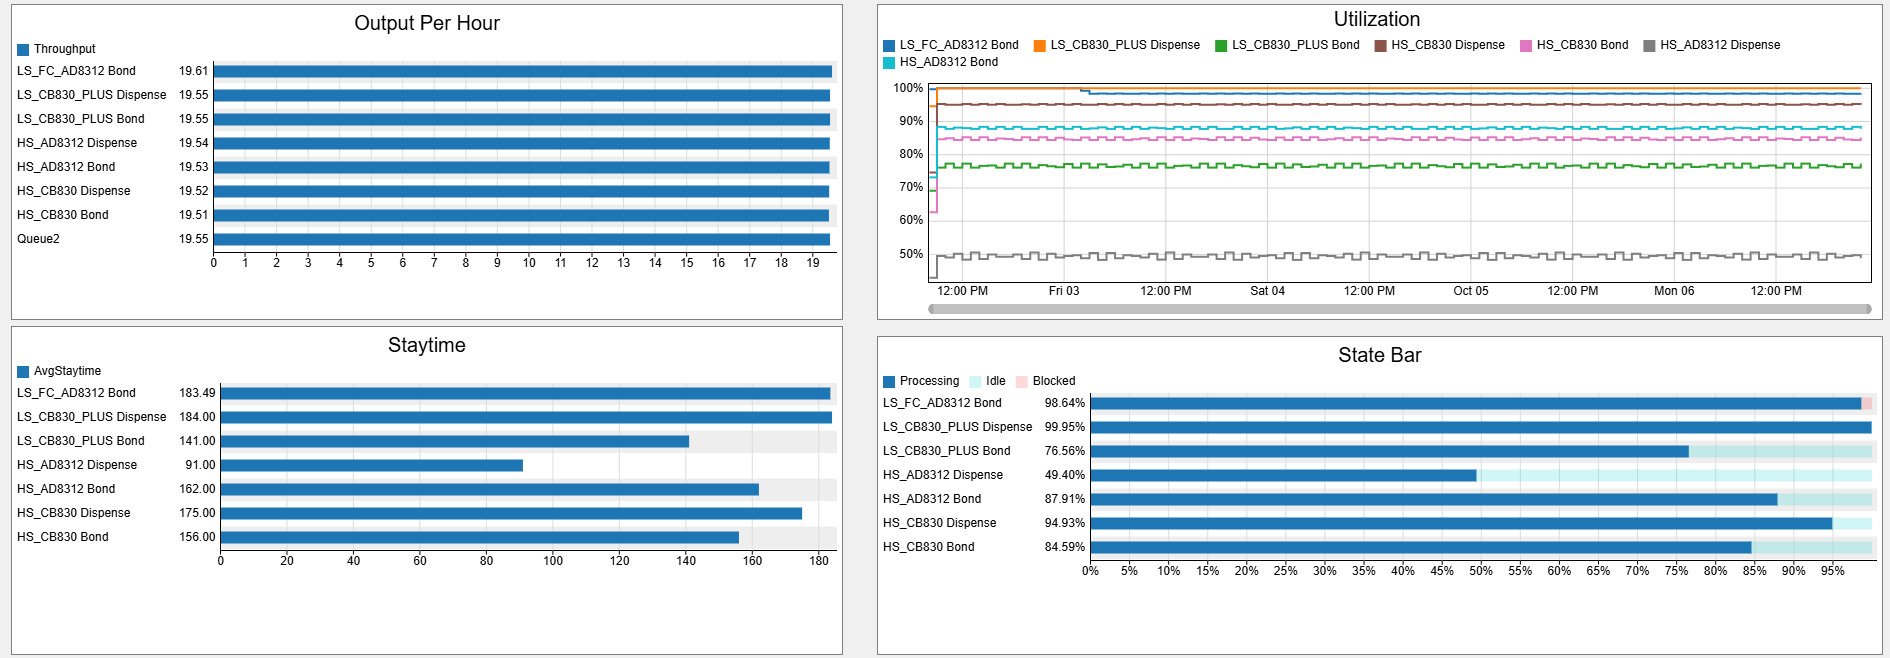 Output Per Hour
Throughput
LS_FC_AD8312 Bond 19.61
LS_CB830_PLUS Dispense 19.55
LS_CB830_PLUS Bond 19.55
HS_AD8312 Dispense 19.54
HS_AD8312 Bond 19.53
HS_CB830 Dispense 19.52
HS_CB830 Bond 19.51
Queue2 19.55
0 1 2 3 4 5 6 7 8 9 10 11 12 13 14 15 16 17 18 19
Utilization
LS_FC_AD8312 Bond LS_CB830_PLUS Dispense LS_CB830_PLUS Bond HS_CB830 Dispense HS_CB830 Bond HS_AD8312 Dispense
HS_AD8312 Bond
100%
90%
80%
70%
60%
50%
12:00 PM Fri 03 12:00 PM Sat 04 12:00 PM Oct 05 12:00 PM Mon 06 12:00 PM
Staytime
AvgStaytime
LS_FC_AD8312 Bond 183.49
LS_CB830_PLUS Dispense 184.00
LS_CB830_PLUS Bond 141.00
HS_AD8312 Dispense 91.00
HS_AD8312 Bond 162.00
HS_CB830 Dispense 175.00
HS_CB830 Bond 156.00
0 20 40 60 80 100 120 140 160 180
State Bar
Processing Idle Blocked
LS_FC_AD8312 Bond 98.64%
LS_CB830_PLUS Dispense 99.95%
LS_CB830_PLUS Bond 76.56%
HS_AD8312 Dispense 49.40%
HS_AD8312 Bond 87.91%
HS_CB830 Dispense 94.93%
HS_CB830 Bond 84.59%
0% 5% 10% 15% 20% 25% 30% 35% 40% 45% 50% 55% 60% 65% 70% 75% 80% 85% 90% 95%